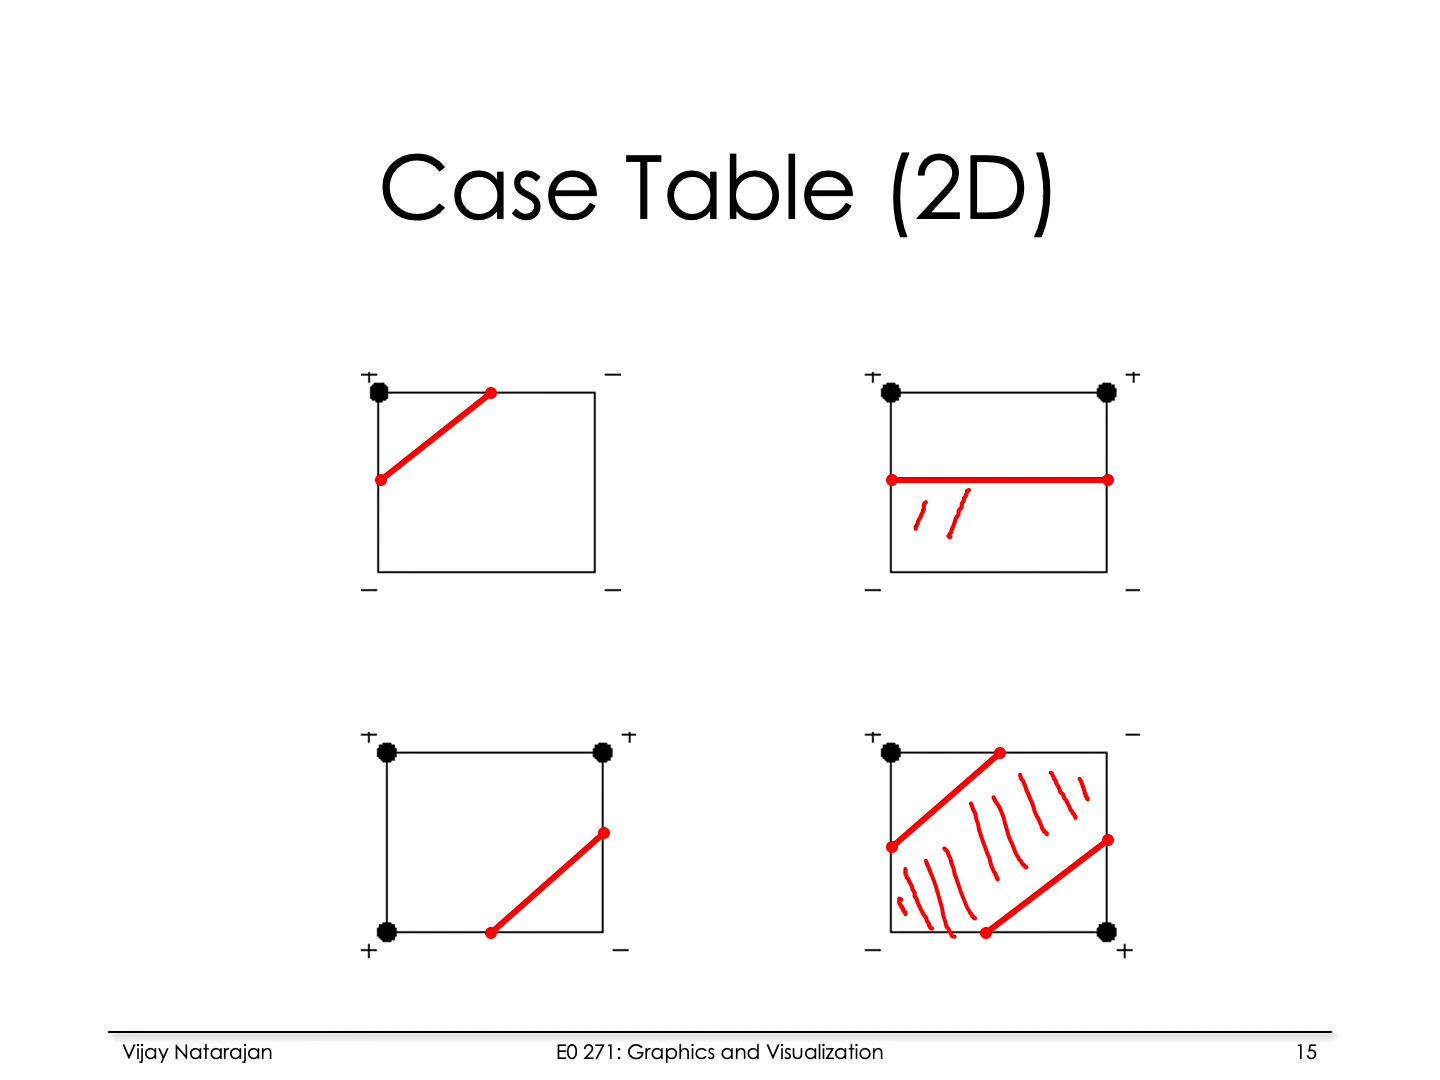 Case Table (2D)
+ − + +
− − − −
+ + + −
+ − − +
Vijay Natarajan E0 271: Graphics and Visualization 15